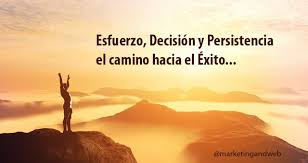 Esfuerzo, Decisión y Persistencia
el camino hacia el Éxito...
@marketingandweb